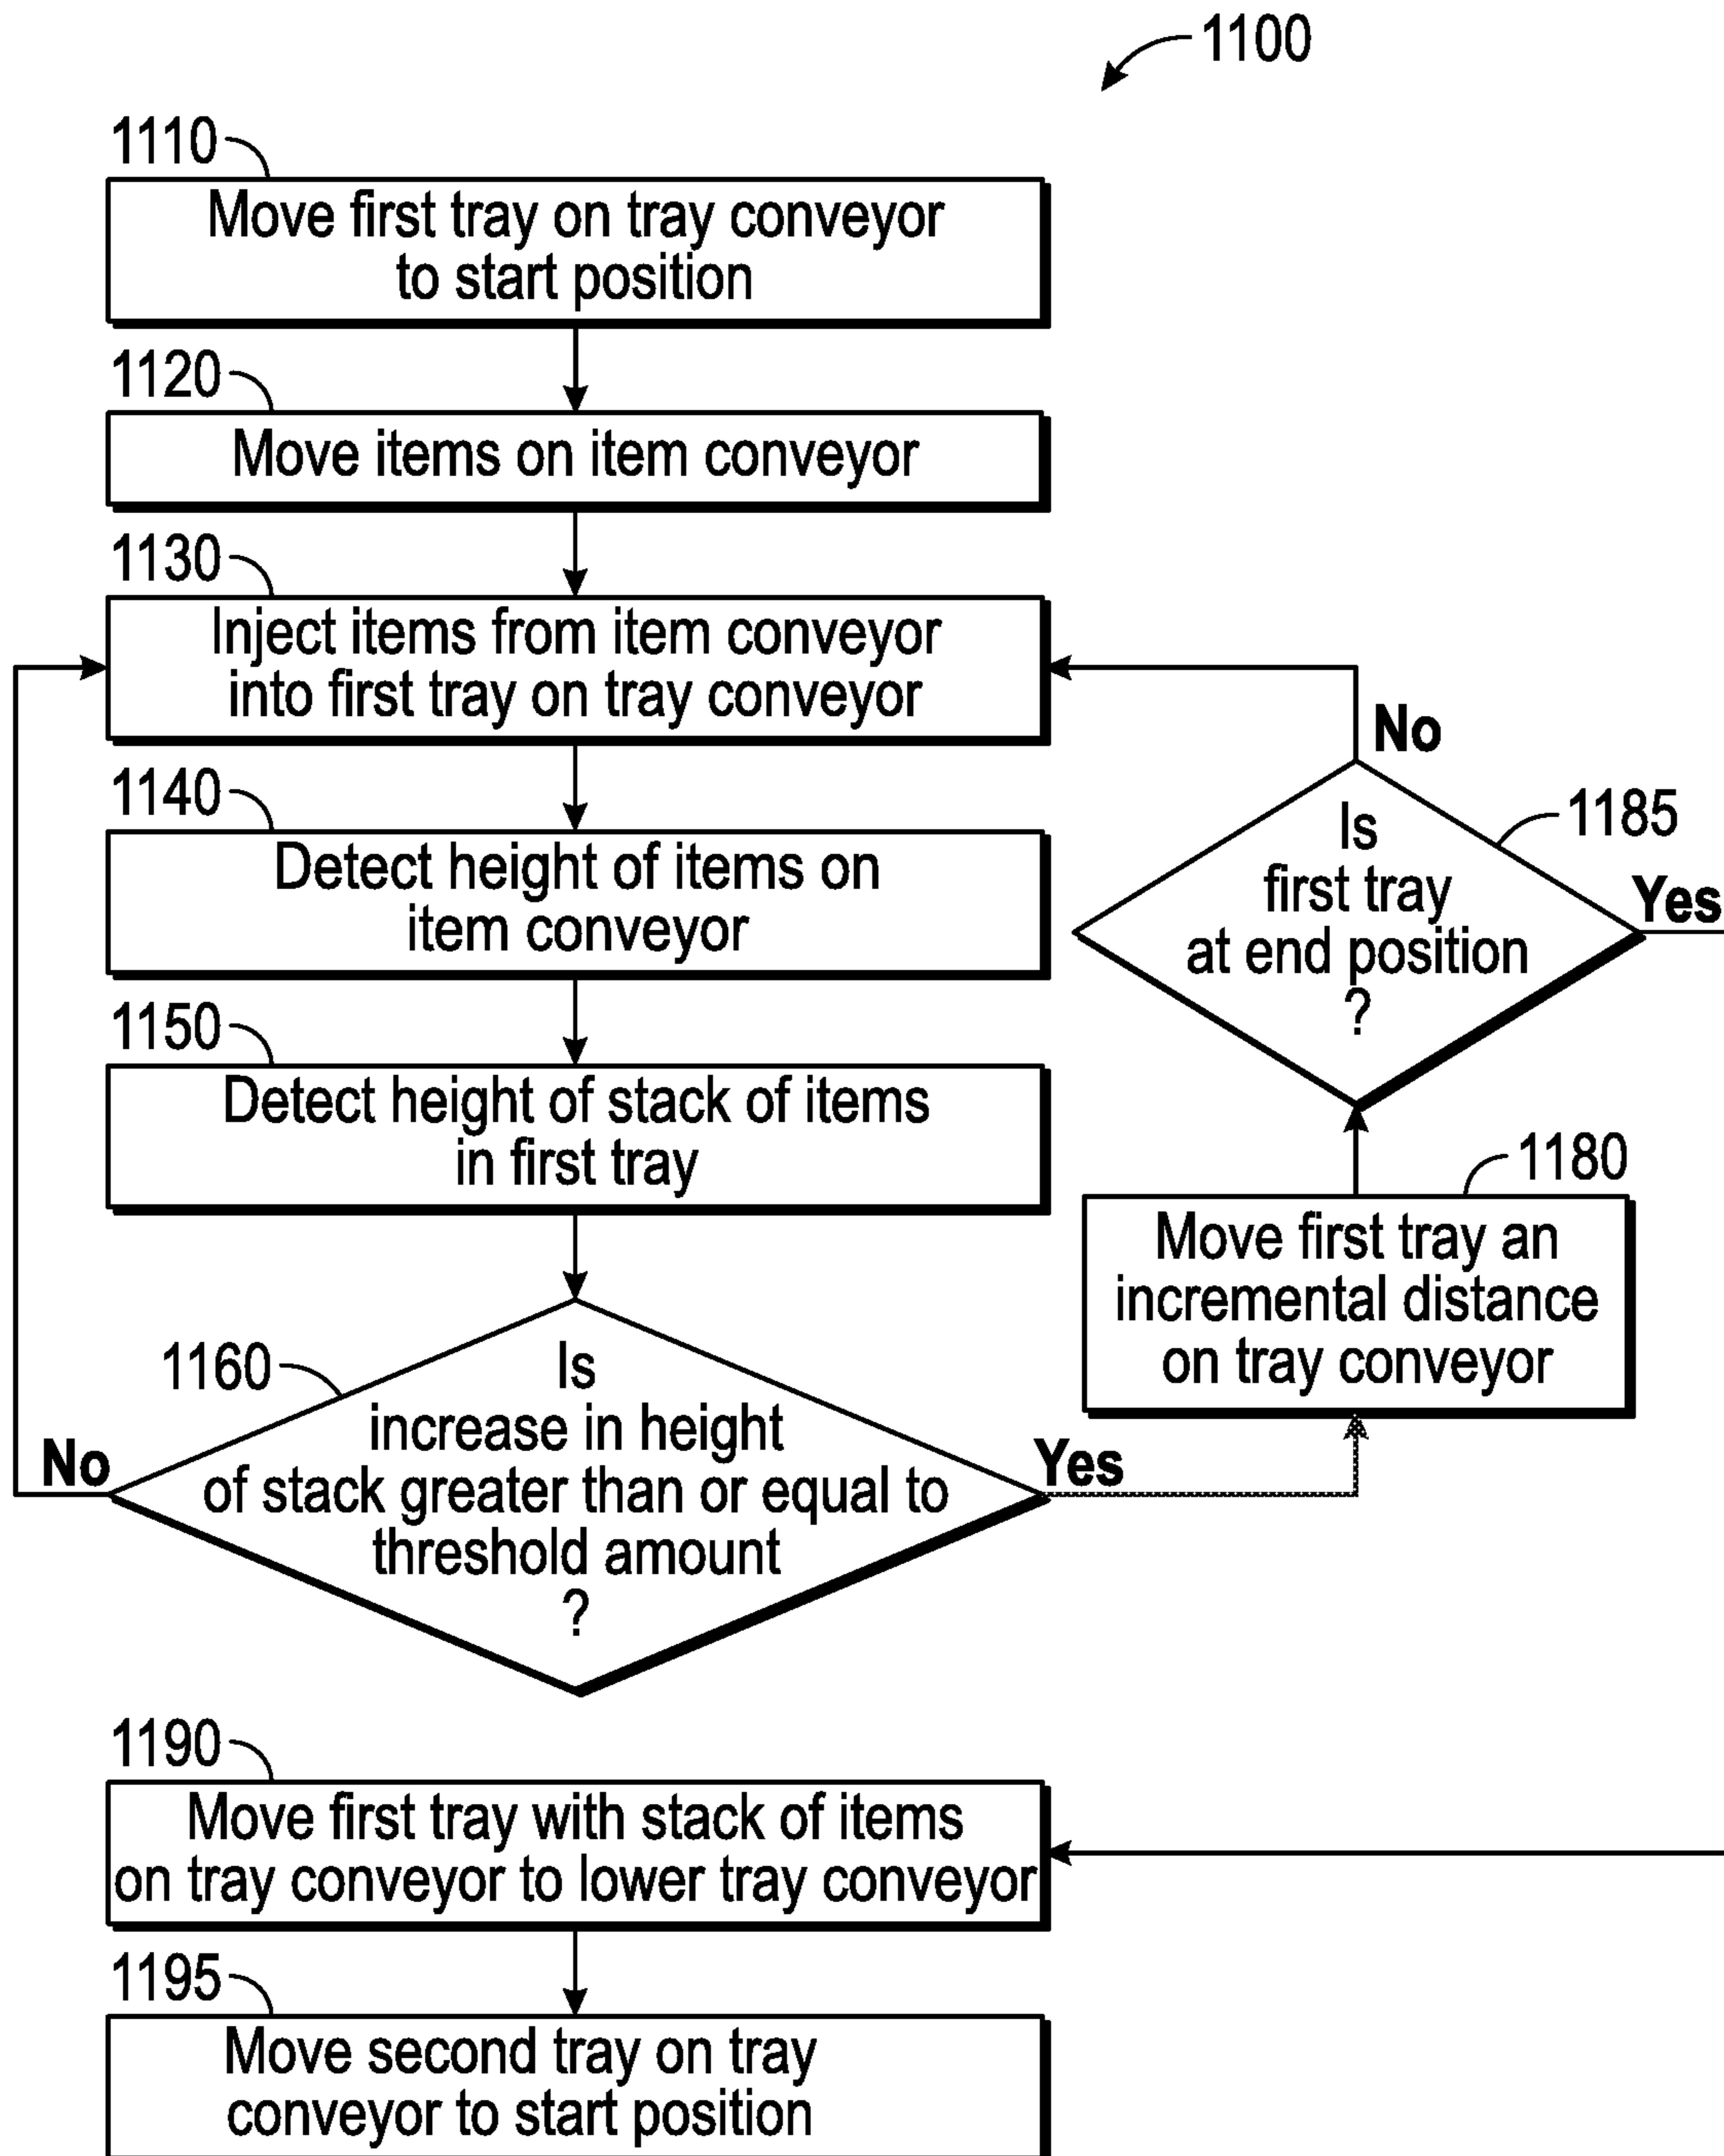 1100
1110
Move first tray on tray conveyor
to start position
1120
Move items on item conveyor
1130
Inject items from item conveyor
into first tray on tray conveyor
No
1140
Detect height of items on
item conveyor
1185
Is
first tray
at end position
?
Yes
1150
Detect height of stack of items
in first tray
1180
Move first tray an
incremental distance
on tray conveyor
1160
Is
increase in height
of stack greater than or equal to
threshold amount
?
No
Yes
1190
Move first tray with stack of items
on tray conveyor to lower tray conveyor
1195
Move second tray on tray
conveyor to start position